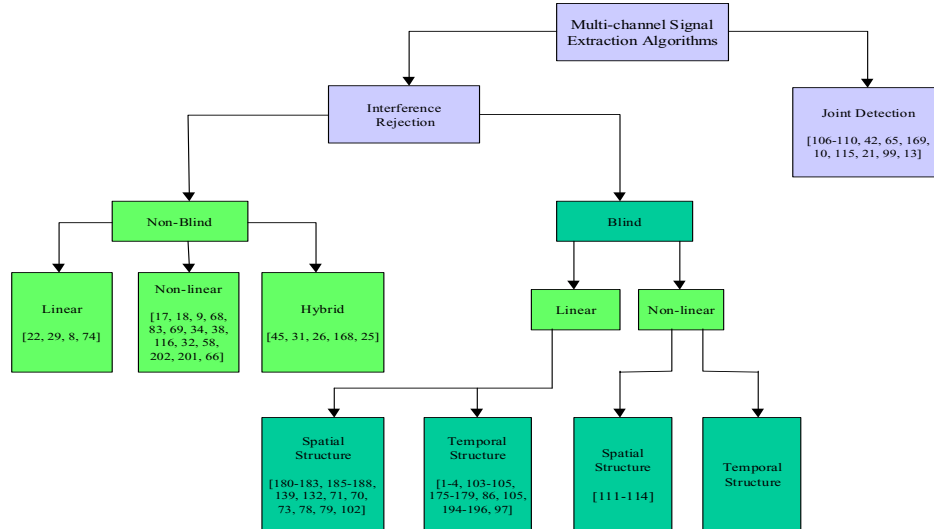 Multi-channel Signal
Extraction Algorithms
Interference
Rejection
Joint Detection
[106-110, 42, 65, 169,
10, 115, 21, 99, 13]
Non-Blind
Blind
Linear
[22, 29, 8, 74]
Non-linear
[17, 18, 9, 68,
83, 69, 34, 38,
116, 32, 58,
202, 201, 66]
Hybrid
[45, 31, 26, 168, 25]
Linear
Non-linear
Spatial
Structure
[180-183, 185-188,
139, 132, 71, 70,
73, 78, 79, 102]
Temporal
Structure
[1-4, 103-105,
175-179, 86, 105,
194-196, 97]
Spatial
Structure
[111-114]
Temporal
Structure